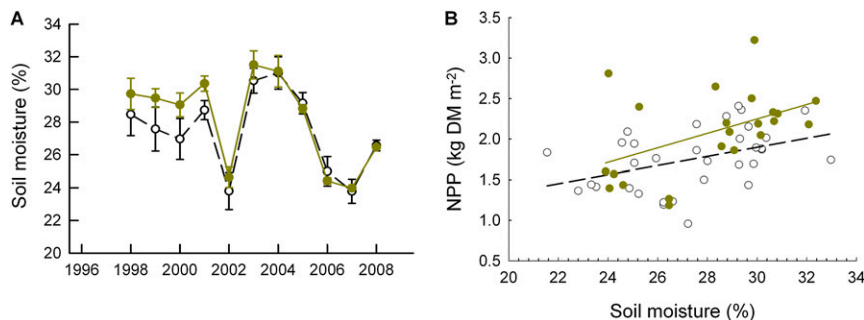 A
Soil moisture (%)
34
32
30
28
26
24
22
20
1996 1998 2000 2002 2004 2006 2008
B
NPP (kg DM m-2)
3.5
3.0
2.5
2.0
1.5
1.0
0.5
20 22 24 26 28 30 32 34
Soil moisture (%)